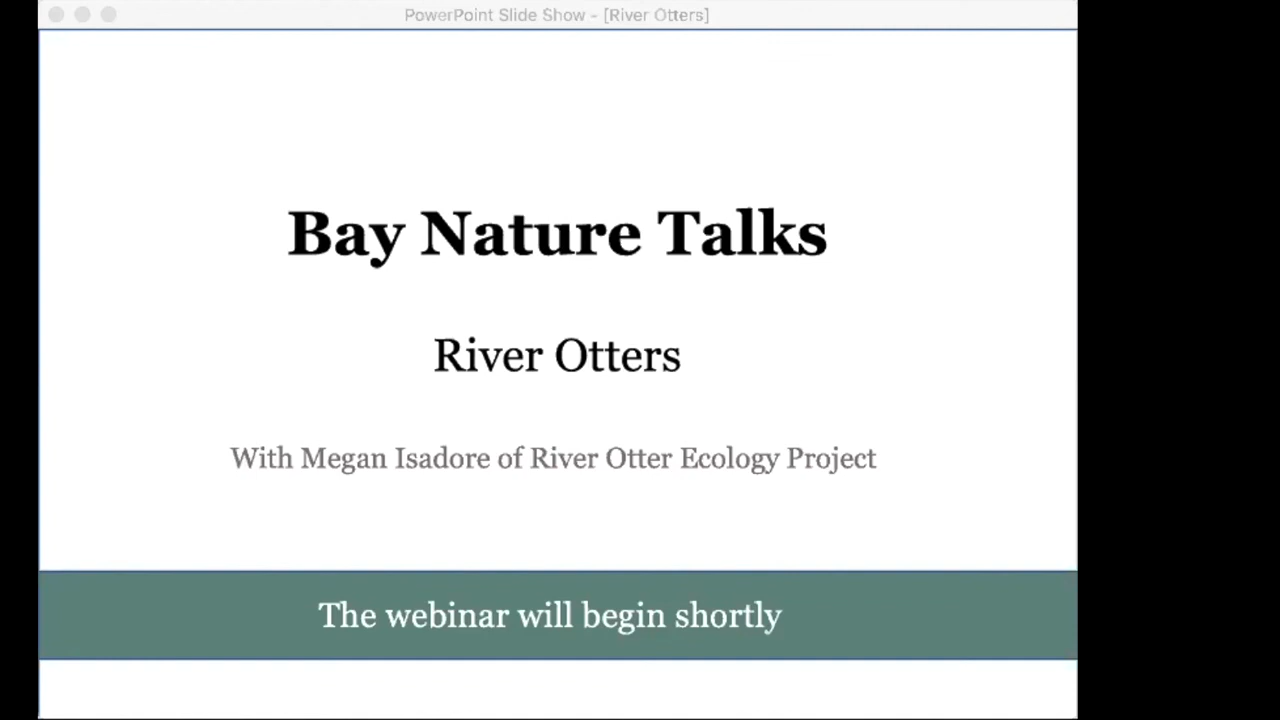 PowerPoint Slide Show - [River Otters]
Bay Nature Talks
River Otters
With Megan Isadore of River Otter Ecology Project
The webinar will begin shortly